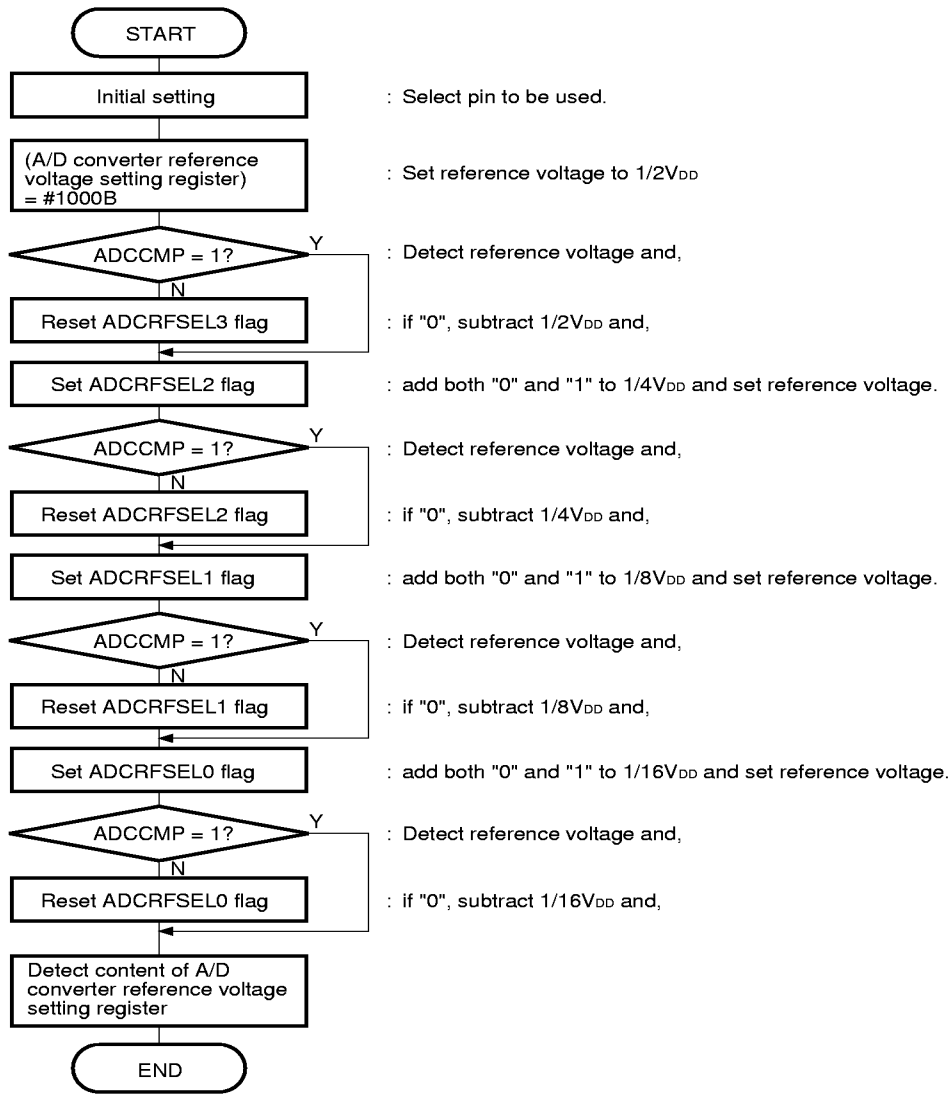 START
Initial setting
: Select pin to be used.
(A/D converter reference
voltage setting register)
= #1000B
: Set reference voltage to 1/2VDD
ADCCMP = 1?
Y
: Detect reference voltage and,
N
Reset ADCRFSEL3 flag
: if "0", subtract 1/2VDD and,
Set ADCRFSEL2 flag
: add both "0" and "1" to 1/4VDD and set reference voltage.
ADCCMP = 1?
Y
: Detect reference voltage and,
N
Reset ADCRFSEL2 flag
: if "0", subtract 1/4VDD and,
Set ADCRFSEL1 flag
: add both "0" and "1" to 1/8VDD and set reference voltage.
ADCCMP = 1?
Y
: Detect reference voltage and,
N
Reset ADCRFSEL1 flag
: if "0", subtract 1/8VDD and,
Set ADCRFSEL0 flag
: add both "0" and "1" to 1/16VDD and set reference voltage.
ADCCMP = 1?
Y
: Detect reference voltage and,
N
Reset ADCRFSEL0 flag
: if "0", subtract 1/16VDD and,
Detect content of A/D
converter reference voltage
setting register
END